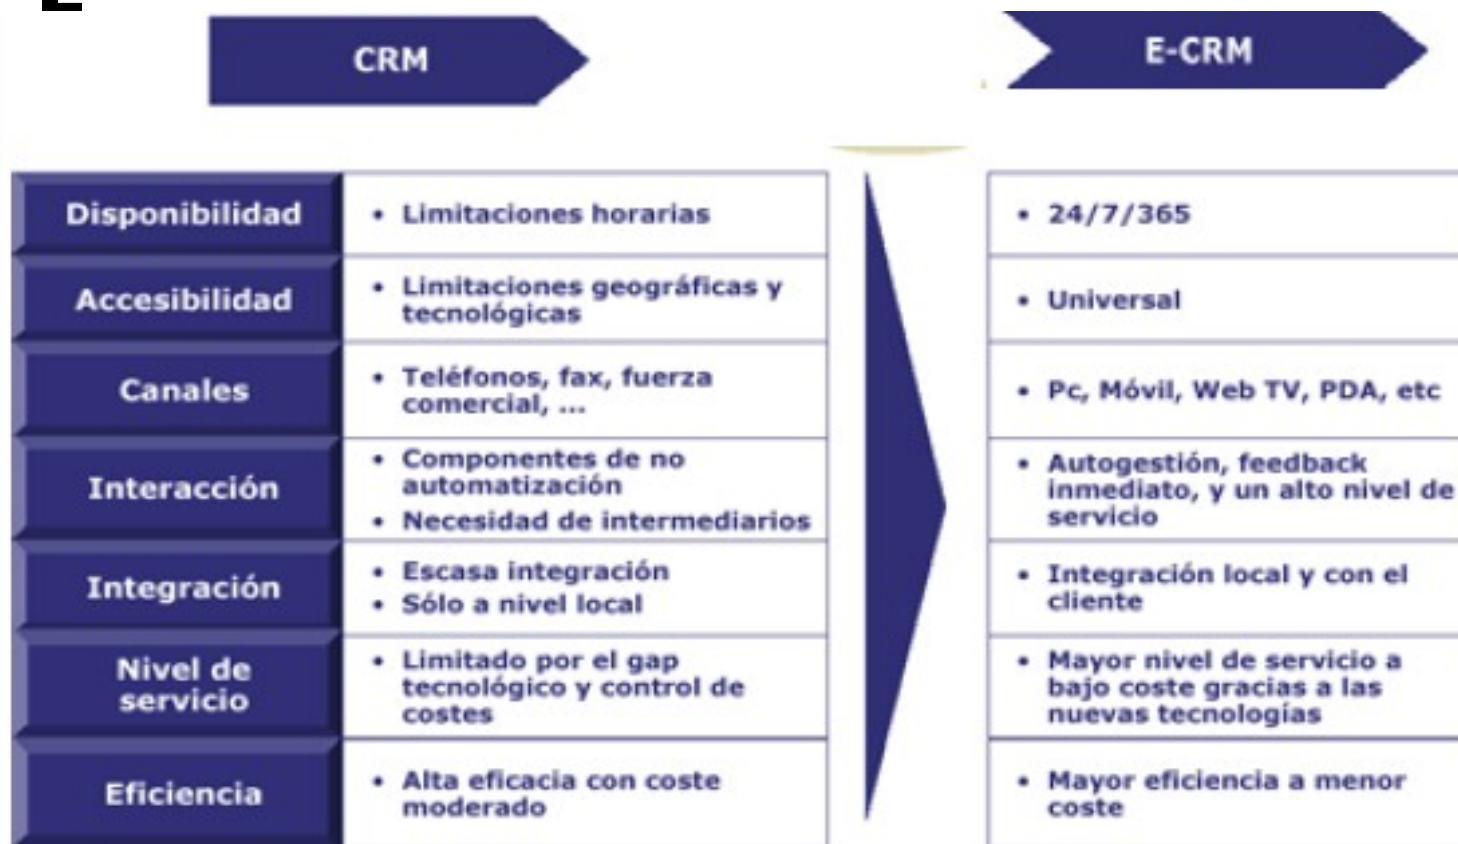 CRM
E-CRM
Disponibilidad
• Limitaciones horarias
• 24/7/365
Accesibilidad
• Limitaciones geográficas y
tecnológicas
• Universal
Canales
• Teléfonos, fax, fuerza
comercial, ...
• Pc, Móvil, Web TV, PDA, etc
Interacción
• Componentes de no
automatización
• Necesidad de intermediarios
• Autogestión, feedback
inmediato, y un alto nivel de
servicio
Integración
• Escasa integración
• Sólo a nivel local
• Integración local y con el
cliente
Nivel de
servicio
• Limitado por el gap
tecnológico y control de
costes
• Mayor nivel de servicio a
bajo coste gracias a las
nuevas tecnologías
Eficiencia
• Alta eficacia con coste
moderado
• Mayor eficiencia a menor
coste